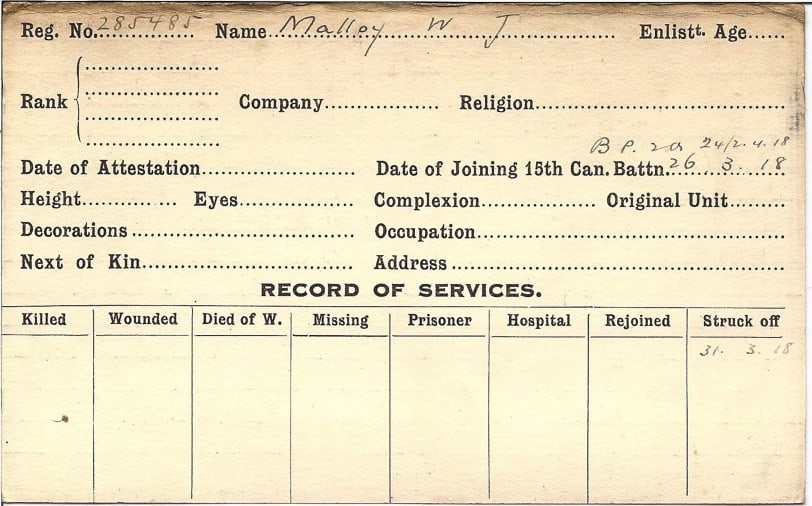 Reg. No. 285485 Name Malloy W J Enlistt. Age
Rank Company Religion
B P. 2a 24/2.4.18
Date of Attestation Date of Joining 15th Can. Battn. 26 3. 18
Height Eyes Complexion Original Unit
Decorations Occupation
Next of Kin Address
RECORD OF SERVICES.
Killed Wounded Died of W. Missing Prisoner Hospital Rejoined Struck off
31. 3. 18